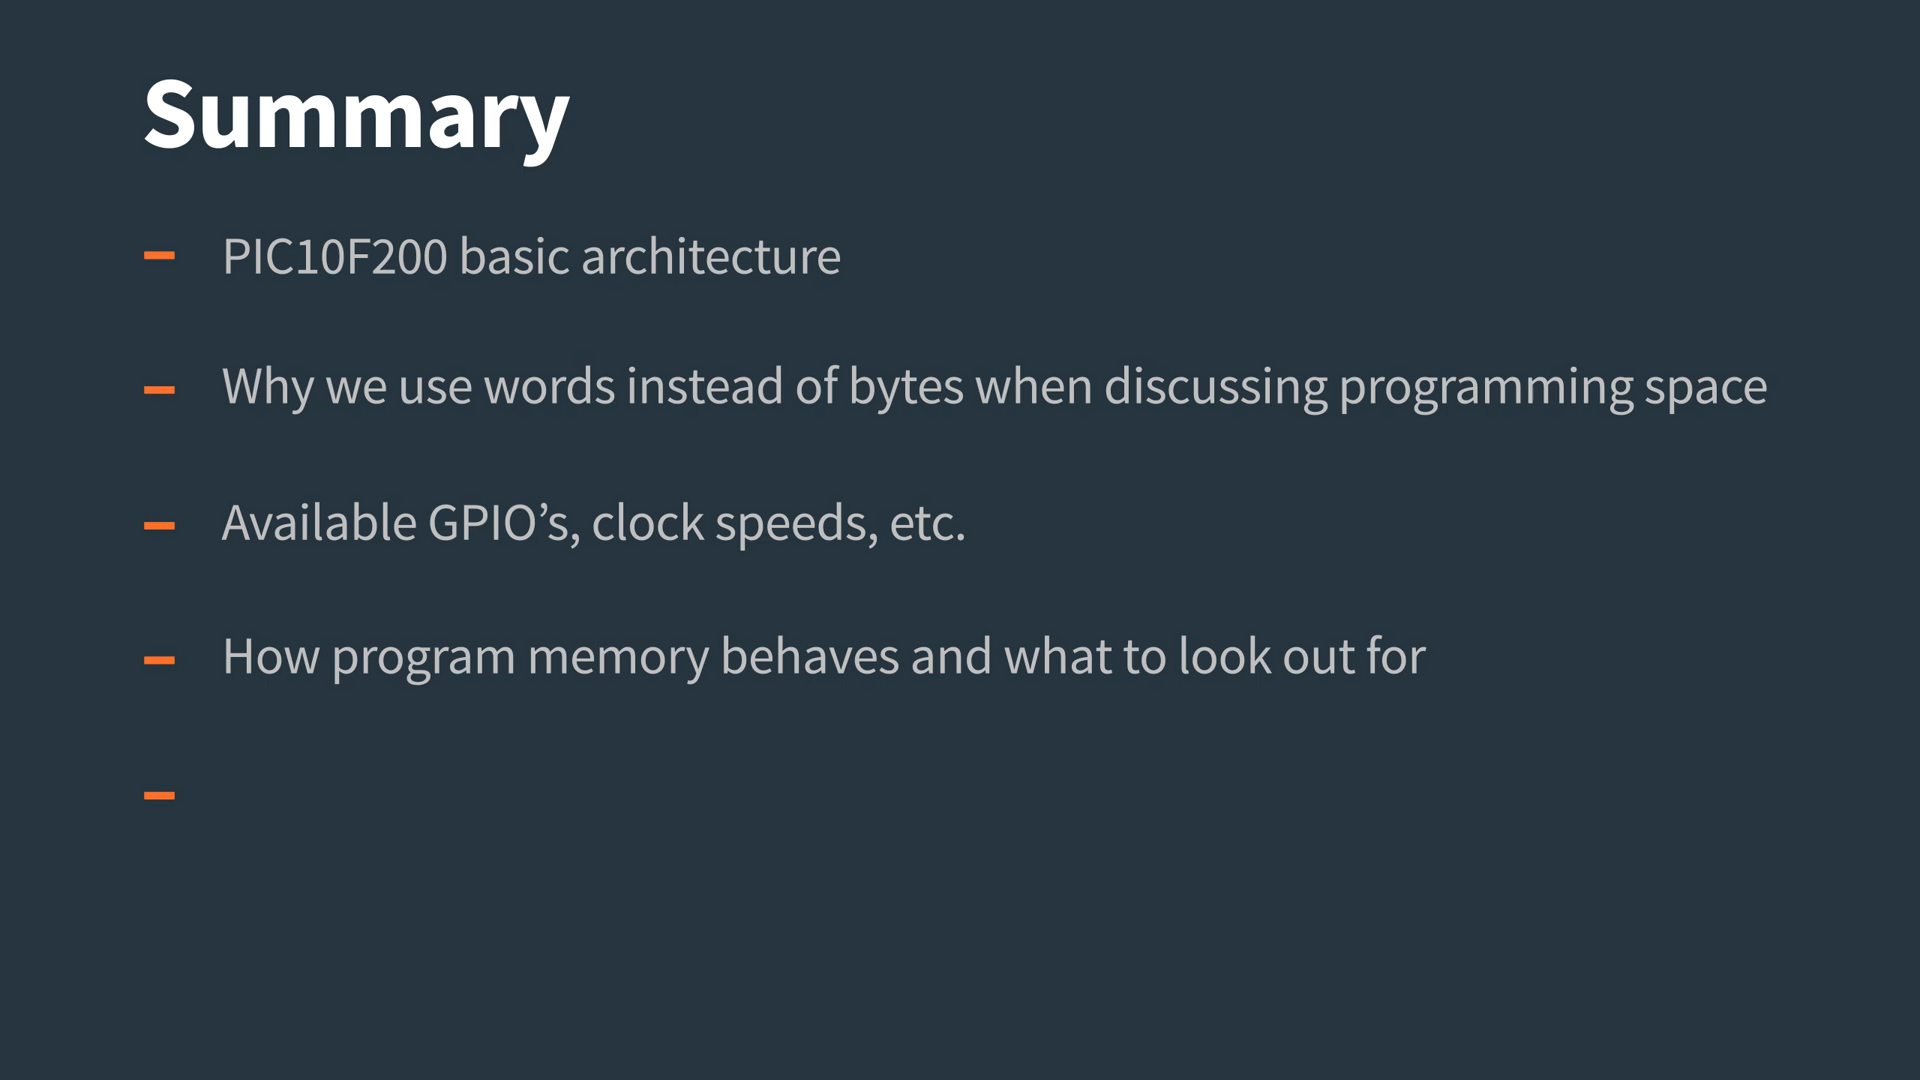 Summary
– PIC10F200 basic architecture
– Why we use words instead of bytes when discussing programming space
– Available GPIO’s, clock speeds, etc.
– How program memory behaves and what to look out for
–